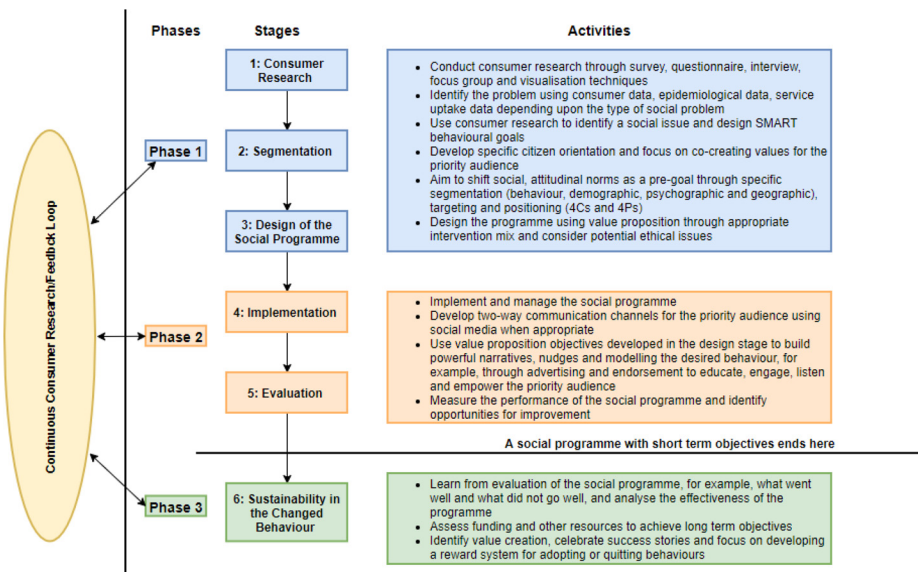 Phases
Stages
Activities
Continuous Consumer Research/Feedbck Loop
Phase 1
1: Consumer
Research
2: Segmentation
3: Design of the
Social Programme
• Conduct consumer research through survey, questionnaire, interview,
focus group and visualisation techniques
• Identify the problem using consumer data, epidemiological data, service
uptake data depending upon the type of social problem
• Use consumer research to identify a social issue and design SMART
behavioural goals
• Develop specific citizen orientation and focus on co-creating values for the
priority audience
• Aim to shift social, attitudinal norms as a pre-goal through specific
segmentation (behaviour, demographic, psychographic and geographic),
targeting and positioning (4Cs and 4Ps)
• Design the programme using value proposition through appropriate
intervention mix and consider potential ethical issues
Phase 2
4: Implementation
5: Evaluation
• Implement and manage the social programme
• Develop two-way communication channels for the priority audience using
social media when appropriate
• Use value proposition objectives developed in the design stage to build
powerful narratives, nudges and modelling the desired behaviour, for
example, through advertising and endorsement to educate, engage, listen
and empower the priority audience
• Measure the performance of the social programme and identify
opportunities for improvement
A social programme with short term objectives ends here
Phase 3
6: Sustainability in
the Changed
Behaviour
• Learn from evaluation of the social programme, for example, what went
well and what did not go well, and analyse the effectiveness of the
programme
• Assess funding and other resources to achieve long term objectives
• Identify value creation, celebrate success stories and focus on developing
a reward system for adopting or quitting behaviours